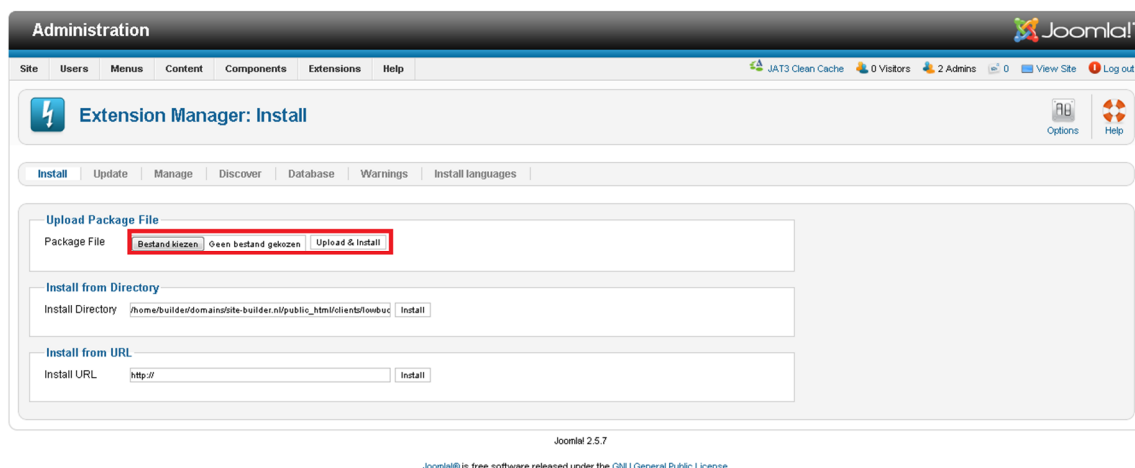 Administration
Joomla!
Site Users Menus Content Components Extensions Help JAT3 Clean Cache 0 Visitors 2 Admins 0 View Site Log out
Extension Manager: Install
Options Help
Install Update Manage Discover Database Warnings Install languages
Upload Package File
Package File Bestand kiezen Geen bestand gekozen Upload & Install
Install from Directory
Install Directory /home/builder/domains/site-builder.nl/public_html/clients/lowbuc Install
Install from URL
Install URL http:// Install
Joomla! 2.5.7
Joomla!® is free software released under the GNU General Public License.